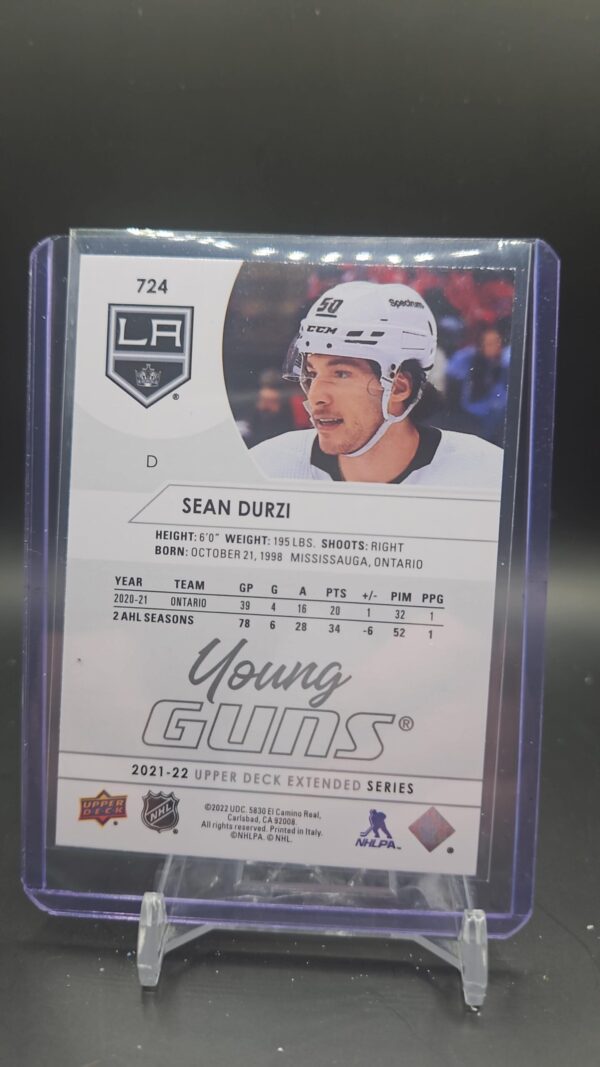 724
LA
50
CCM
Spectrum
D
SEAN DURZI
HEIGHT: 6'0" WEIGHT: 195 LBS. SHOOTS: RIGHT
BORN: OCTOBER 21, 1998 MISSISSAUGA, ONTARIO
YEAR TEAM GP G A PTS +/- PIM PPG
2020-21 ONTARIO 39 4 16 20 1 32 1
2 AHL SEASONS 78 6 28 34 -6 52 1
Young
GUNS®
2021-22 UPPER DECK EXTENDED SERIES
UPPER DECK
NHL
©2022 UDC. 5830 El Camino Real,
Carlsbad, CA 92008.
All rights reserved. Printed in Italy.
©NHLPA. © NHL.
NHLPA™